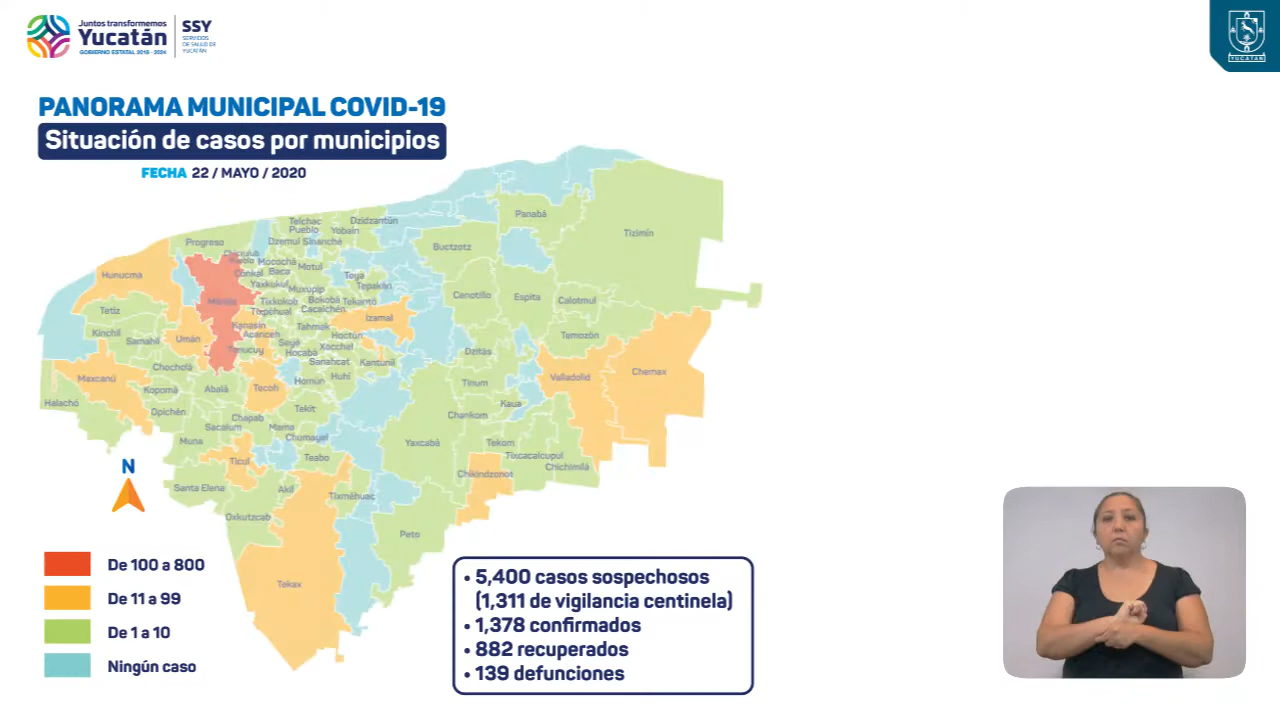 Juntos transformemos
Yucatán
GOBIERNO ESTATAL 2018 - 2024
SSY
SERVICIOS
DE SALUD DE
YUCATÁN
YUCATÁN
PANORAMA MUNICIPAL COVID-19
Situación de casos por municipios
FECHA 22 / MAYO / 2020
Panabá
Telchac
Pueblo
Dzidzantún
Yobaín
Tizimín
Progreso
Dzemul Sinanché
Buctzotz
Chicxulub
Pueblo
Mocochá
Motul
Conkal
Baca
Hunucma
Teya
Yaxkukul
Muxupip
Tepakán
Cenotillo
Espita
Calotmul
Mérida
Tixkokob
Bokobá
Tekantó
Cacalchén
Tetiz
Tixpehual
Izamal
Kanasín
Tahmek
Kinchil
Acanceh
Hoctún
Temozón
Samahil
Umán
Seyé
Xocchel
Timucuy
Hocabá
Dzitás
Sanahcat
Kantunil
Chocholá
Chemax
Maxcanú
Homún
Huhí
Valladolid
Tinum
Kopomá
Abalá
Tecoh
Halachó
Opichén
Tekit
Kaua
Chapab
Chankom
Sacalum
Mama
Muna
Chumayel
Yaxcabá
Tekom
Teabo
Tixcacalcupul
Ticul
Chichimilá
Chikindzonot
Santa Elena
Akil
Tixméhuac
Oxkutzcab
Peto
Tekax
N
De 100 a 800
De 11 a 99
De 1 a 10
Ningún caso
• 5,400 casos sospechosos
(1,311 de vigilancia centinela)
• 1,378 confirmados
• 882 recuperados
• 139 defunciones